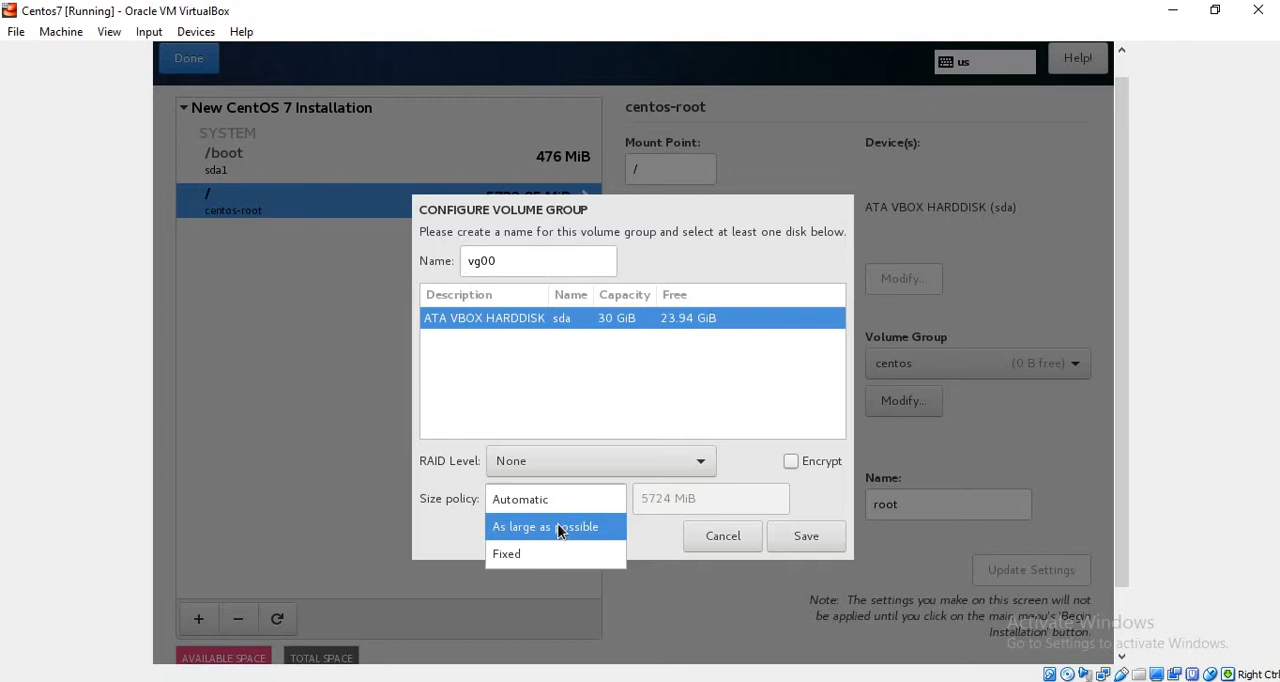 Centos7 [Running] - Oracle VM VirtualBox
File Machine View Input Devices Help
Done
us
Help!
New CentOS 7 Installation
SYSTEM
/boot
476 MiB
sda1
/
centos-root
centos-root
Mount Point:
/
Device(s):
ATA VBOX HARDDISK (sda)
Modify...
Volume Group
centos (0 B free)
Modify...
Name:
root
Update Settings
Note: The settings you make on this screen will not
be applied until you click on the main menu's 'Begin
Installation' button.
CONFIGURE VOLUME GROUP
Please create a name for this volume group and select at least one disk below.
Name: vg00
Description Name Capacity Free
ATA VBOX HARDDISK sda 30 GiB 23.94 GiB
RAID Level: None
Encrypt
Size policy:
Automatic
As large as possible
Fixed
5724 MiB
Cancel
Save
+ −
AVAILABLE SPACE
TOTAL SPACE
Activate Windows
Go to Settings to activate Windows.
Right Ctrl